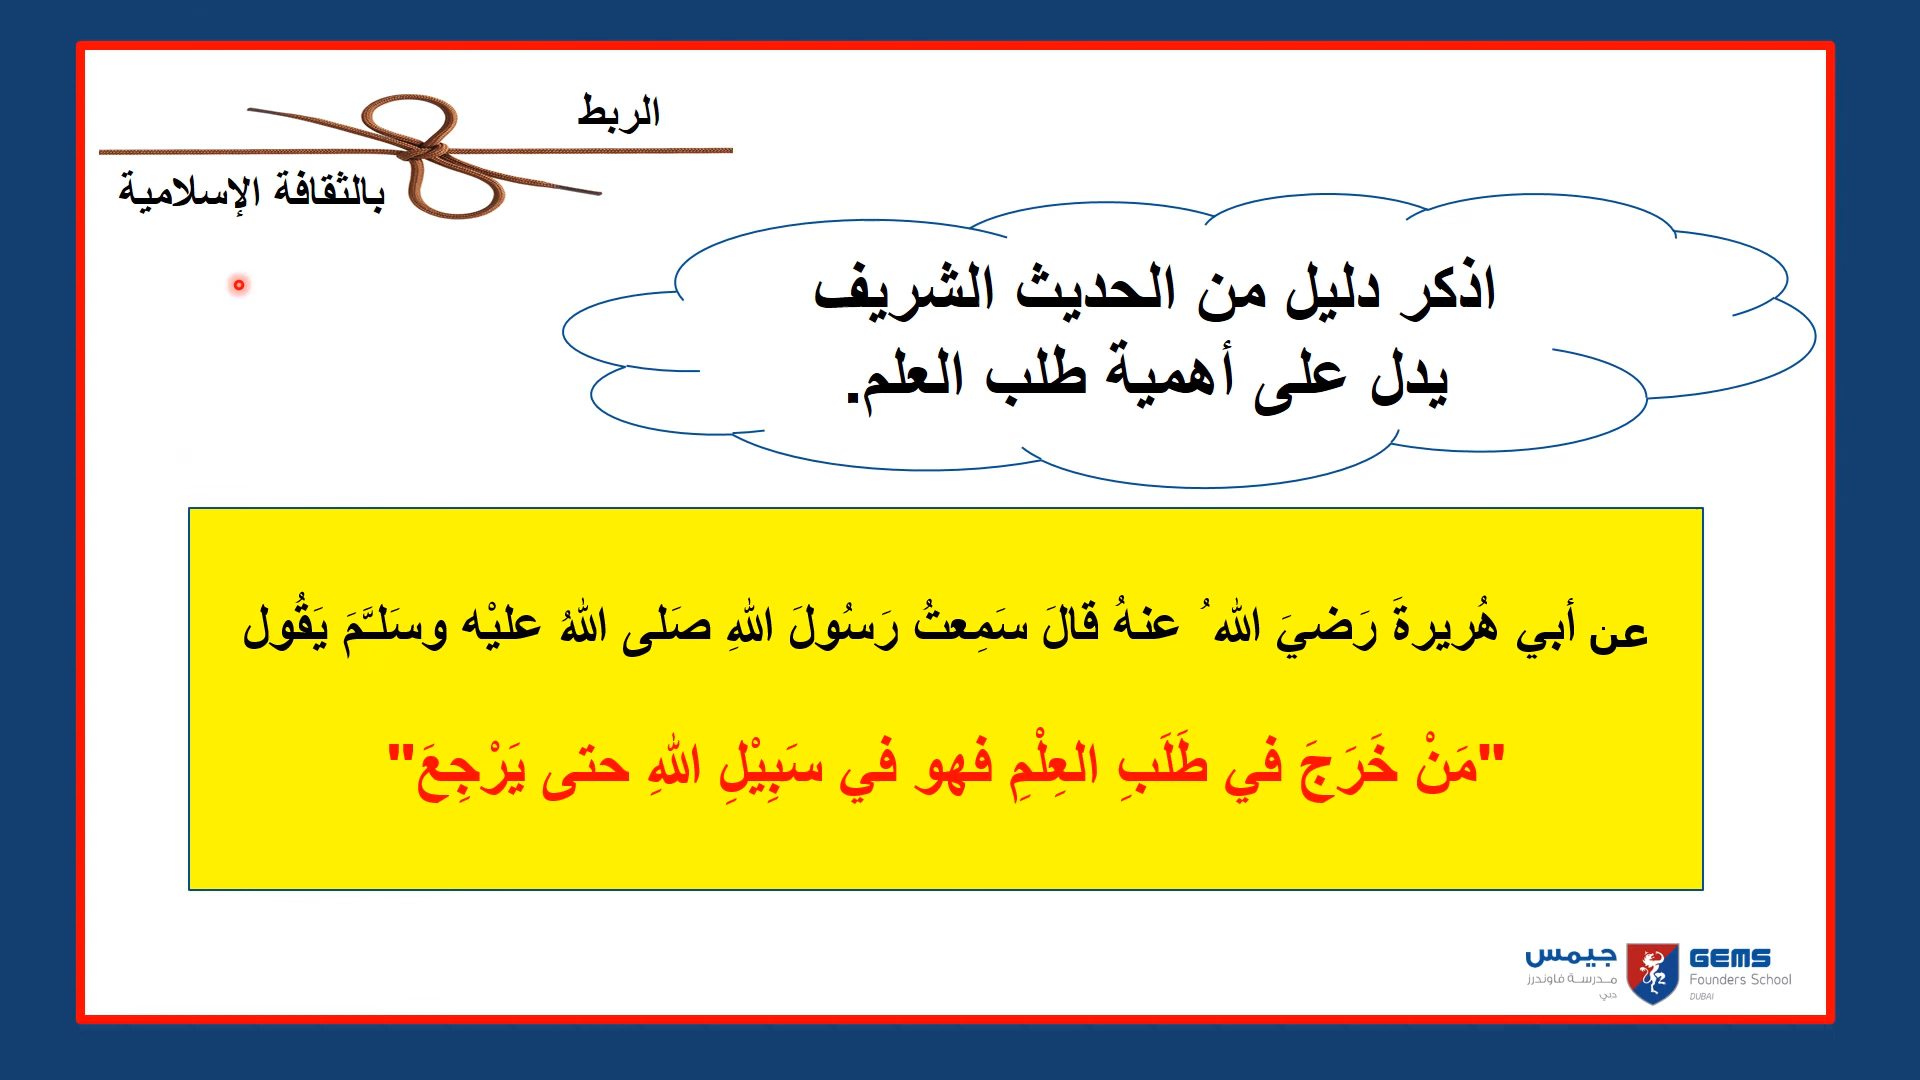 الربط
بالثقافة الإسلامية
اذكر دليل من الحديث الشريف
يدل على أهمية طلب العلم.
عن أبي هُريرةَ رَضيَ الله ُ عنهُ قالَ سَمِعتُ رَسُولَ اللهِ صَلى اللهُ عليْه وسَلـَّمَ يَقُول
"مَنْ خَرَجَ في طَلَبِ العِلْمِ فهو في سَبِيْلِ اللهِ حتى يَرْجِعَ"
جيمس
مـدرسـة فاوندرز
دبي
GEMS
Founders School
DUBAI